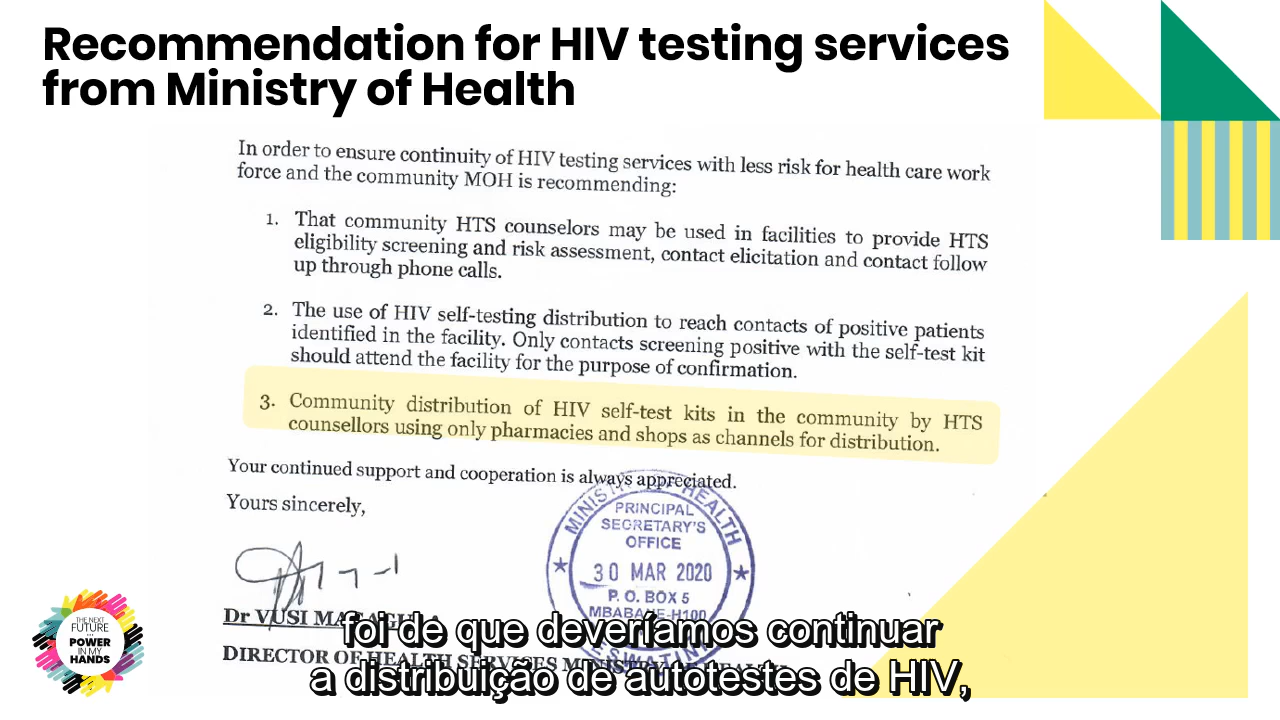 Recommendation for HIV testing services
from Ministry of Health
In order to ensure continuity of HIV testing services with less risk for health care work
force and the community MOH is recommending:
1. That community HTS counselors may be used in facilities to provide HTS
eligibility screening and risk assessment, contact elicitation and contact follow
up through phone calls.
2. The use of HIV self-testing distribution to reach contacts of positive patients
identified in the facility. Only contacts screening positive with the self-test kit
should attend the facility for the purpose of confirmation.
3. Community distribution of HIV self-test kits in the community by HTS
counsellors using only pharmacies and shops as channels for distribution.
Your continued support and cooperation is always appreciated.
Yours sincerely,
MINISTRY OF HEALTH
PRINCIPAL
SECRETARY'S
OFFICE
30 MAR 2020
P. O. BOX 5
MBABANE-H100
ESWATINI
Dr VUSI
DIRECTOR OF HEALTH SERVICES
THE NEXT
FUTURE
POWER
IN MY
HANDS
foi de que deveríamos continuar
a distribuição de autotestes de HIV,